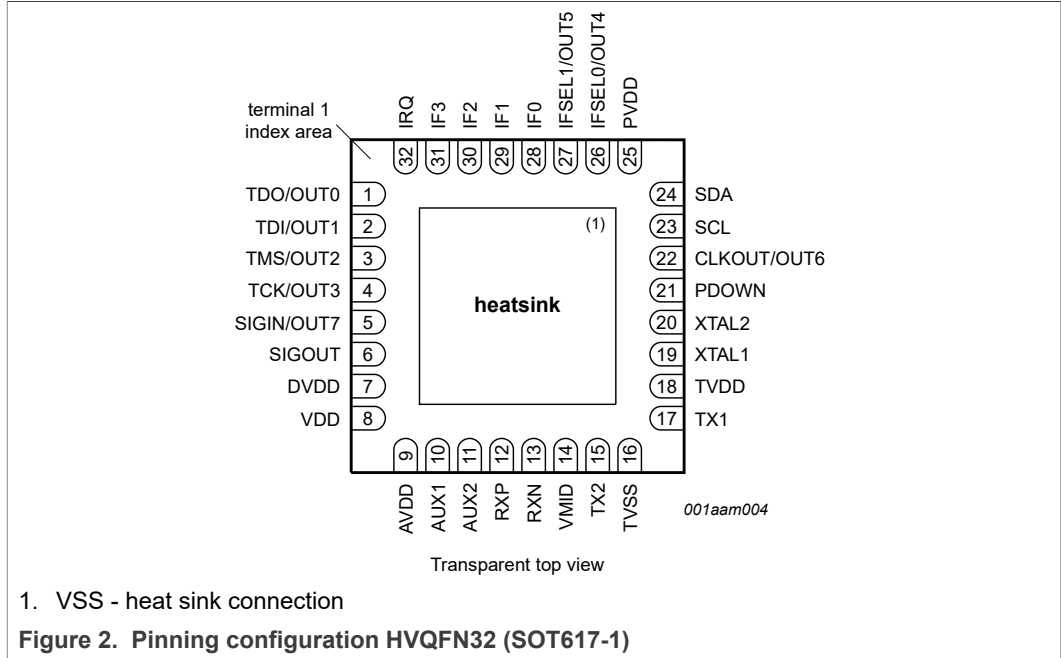 IRQ
IF3
IF2
IF1
IF0
IFSEL1/OUT5
IFSEL0/OUT4
PVDD
terminal 1
index area
32 31 30 29 28 27 26 25
TDO/OUT0 1
TDI/OUT1 2
TMS/OUT2 3
TCK/OUT3 4
SIGIN/OUT7 5
SIGOUT 6
DVDD 7
VDD 8
(1)
heatsink
24 SDA
23 SCL
22 CLKOUT/OUT6
21 PDOWN
20 XTAL2
19 XTAL1
18 TVDD
17 TX1
9 10 11 12 13 14 15 16
AVDD
AUX1
AUX2
RXP
RXN
VMID
TX2
TVSS
001aam004
Transparent top view
1. VSS - heat sink connection
Figure 2. Pinning configuration HVQFN32 (SOT617-1)